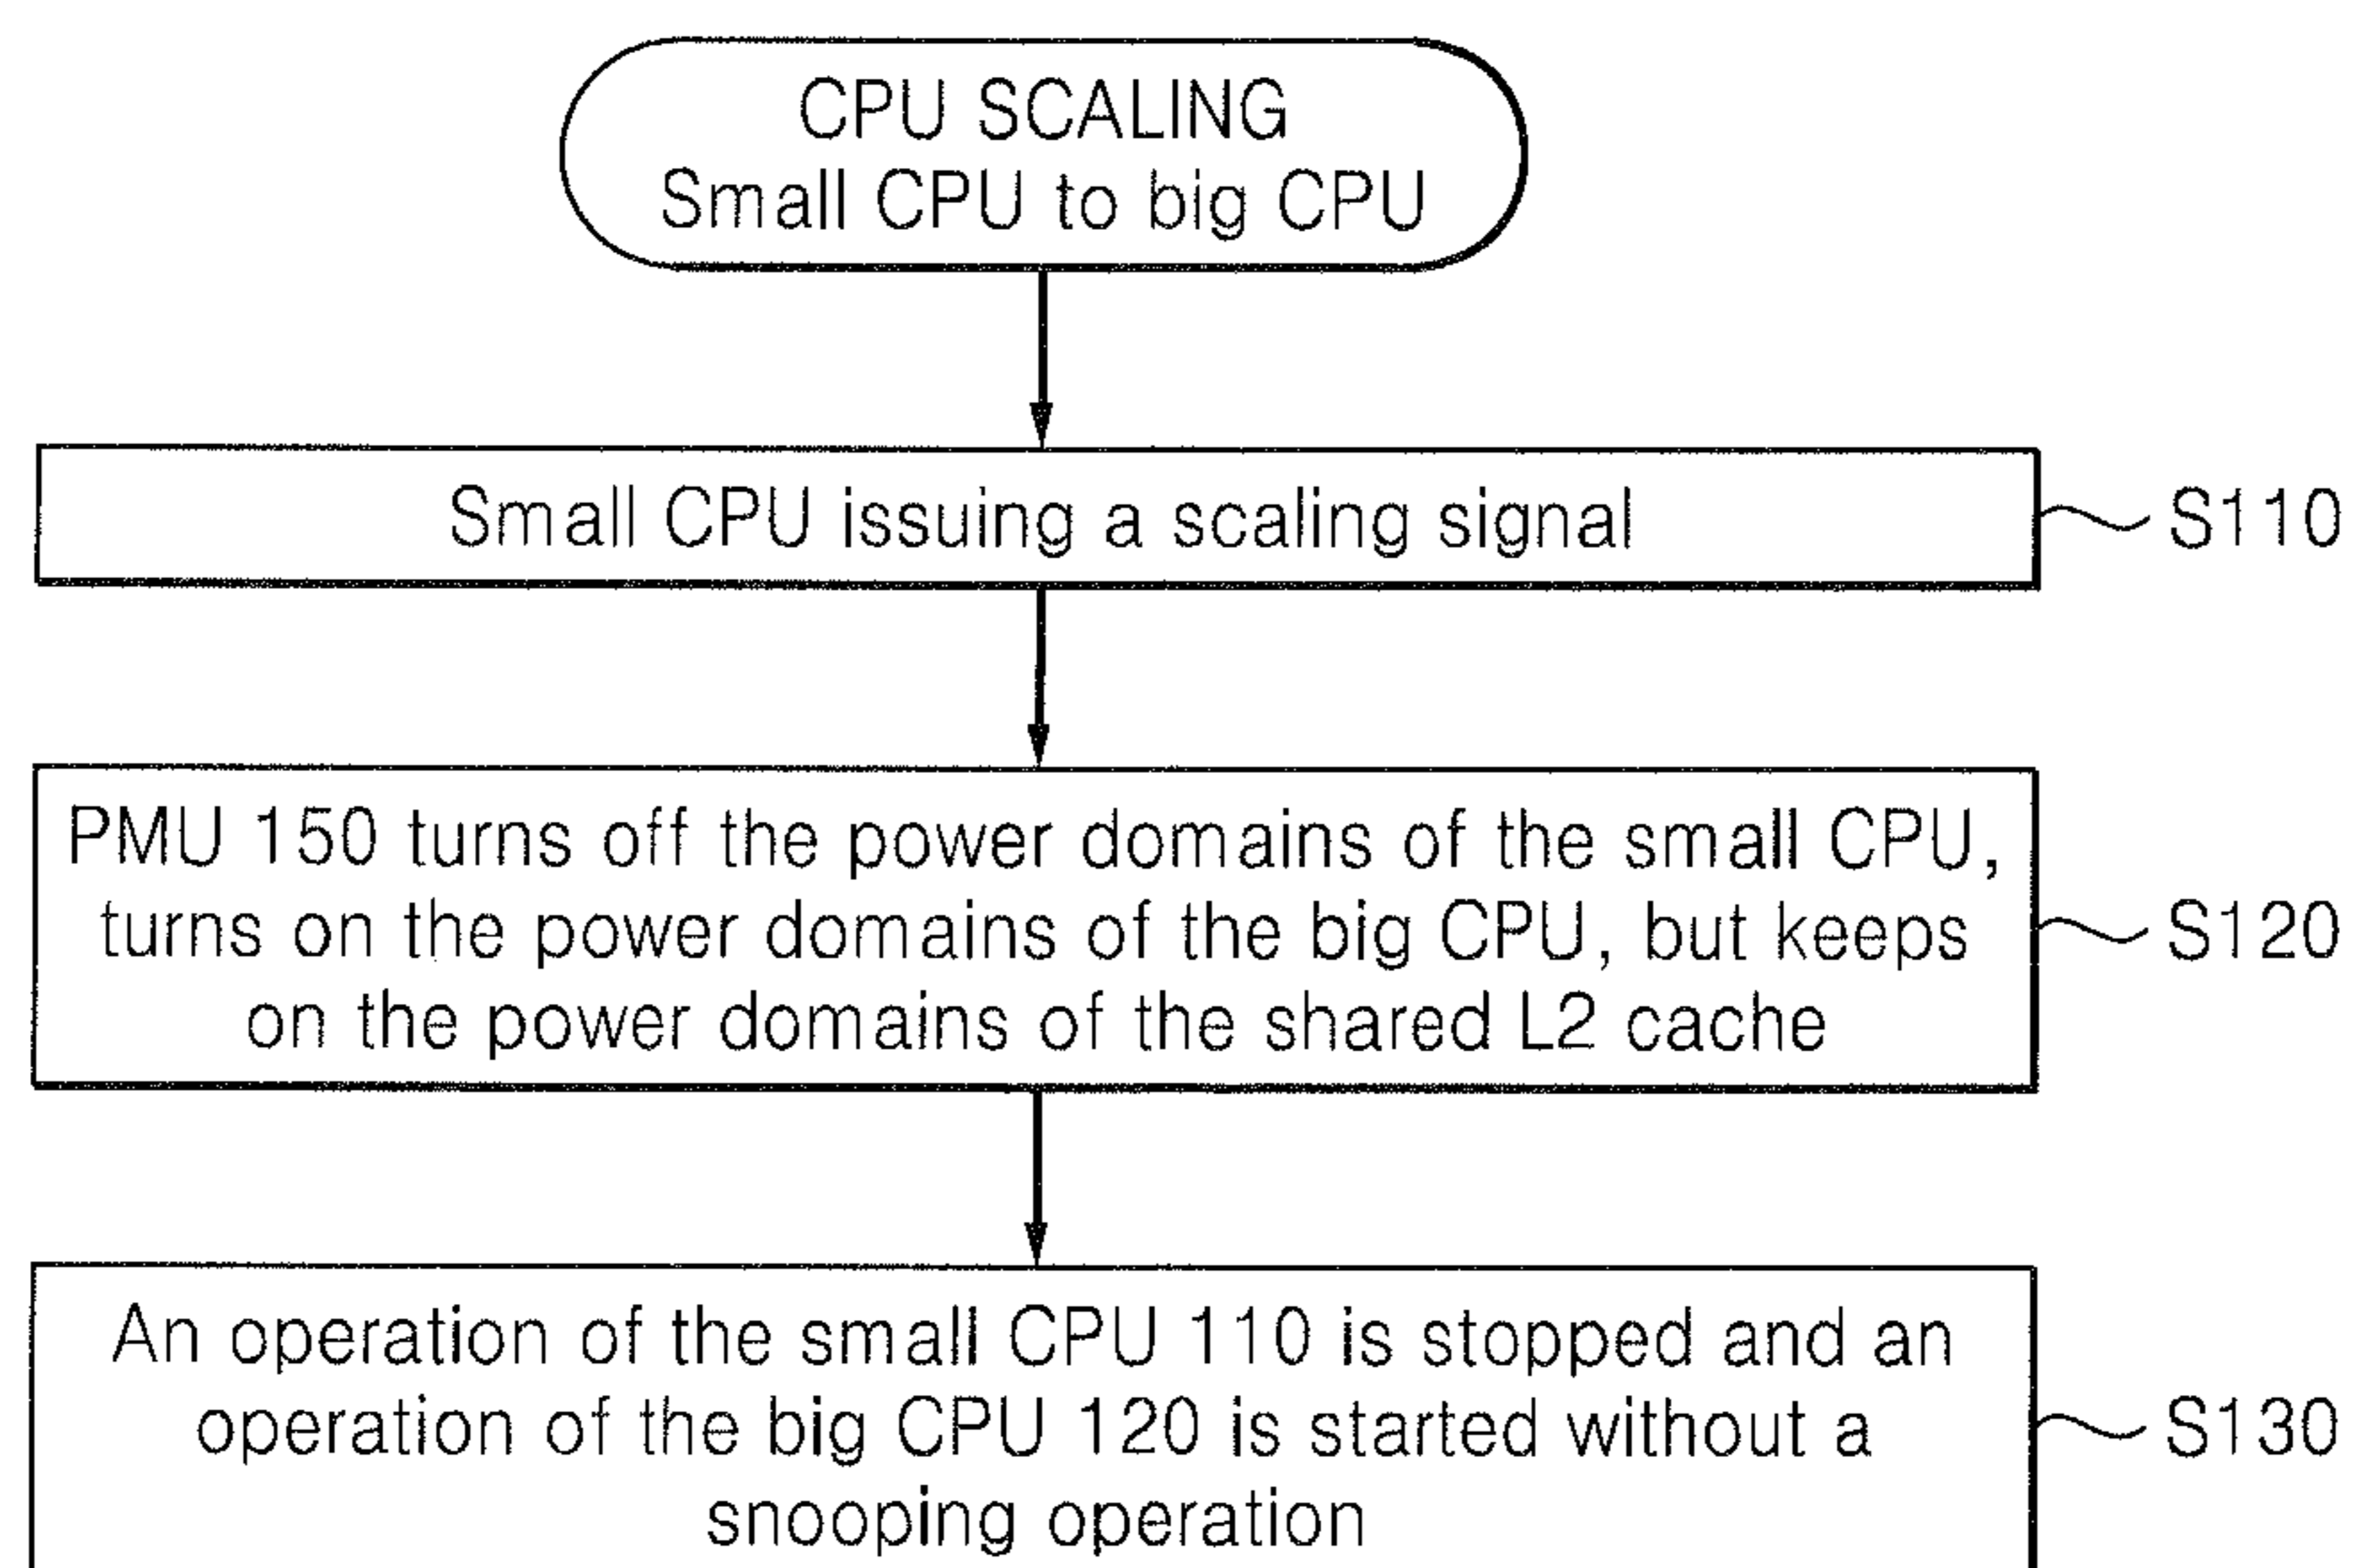 CPU SCALING
Small CPU to big CPU
Small CPU issuing a scaling signal
S110
PMU 150 turns off the power domains of the small CPU,
turns on the power domains of the big CPU, but keeps
on the power domains of the shared L2 cache
S120
An operation of the small CPU 110 is stopped and an
operation of the big CPU 120 is started without a
snooping operation
S130